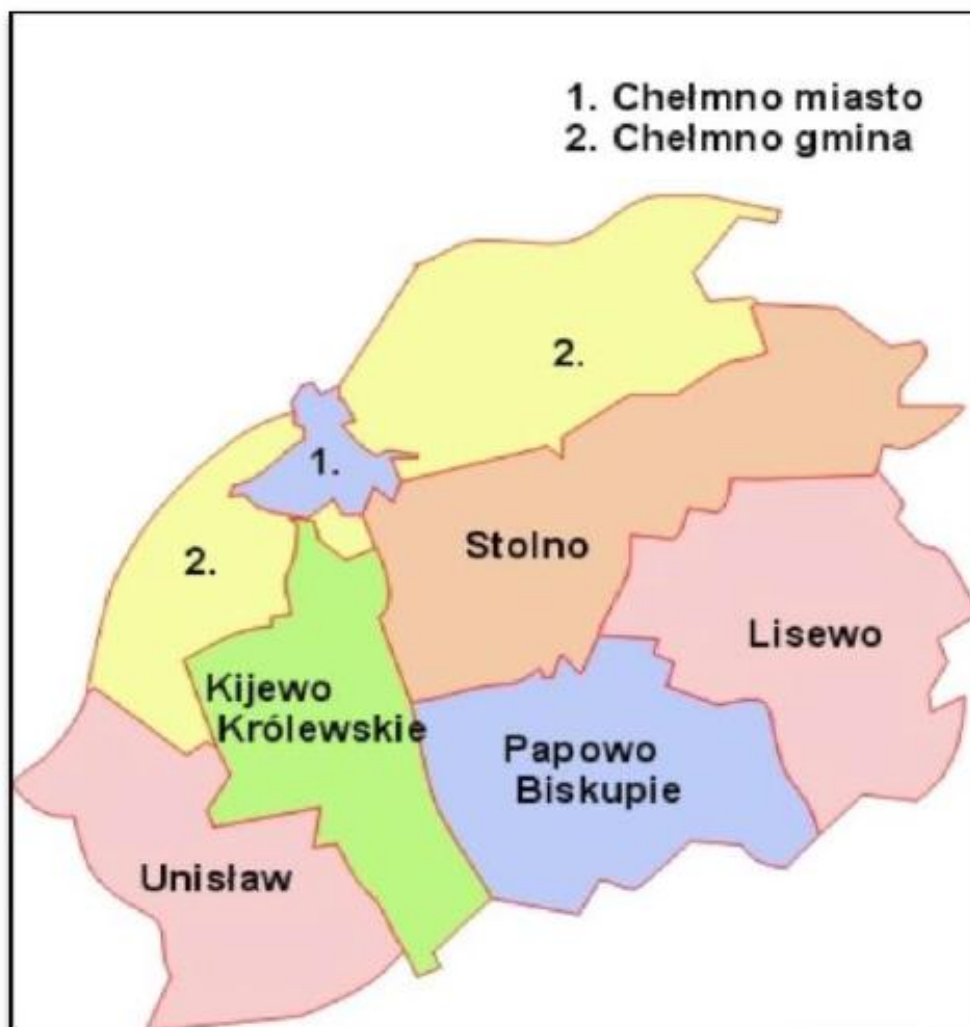 1. Chełmno miasto
2. Chełmno gmina
2.
1.
2.
Stolno
Lisewo
Kijewo
Królewskie
Papowo
Biskupie
Unisław